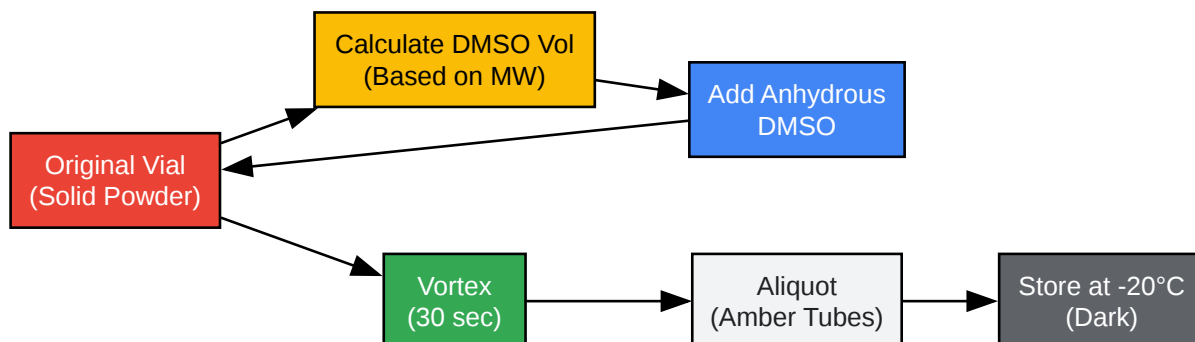 Calculate DMSO Vol
(Based on MW)
Add Anhydrous
DMSO
Original Vial
(Solid Powder)
Vortex
(30 sec)
Aliquot
(Amber Tubes)
Store at -20°C
(Dark)